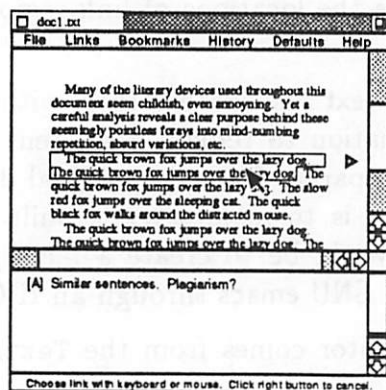 doc1.txt
File Links Bookmarks History Defaults Help
Many of the literary devices used throughout this
document seem childish, even annoyning. Yet a
careful analysis reveals a clear purpose behind these
seemingly pointless forays into mind-numbing
repetition, absurd variations, etc.
The quick brown fox jumps over the lazy dog.
The quick brown fox jumps over the lazy dog. The
quick brown fox jumps over the lazy The slow
red fox jumps over the sleeping cat. The quick
black fox walks around the distracted mouse.
The quick brown fox jumps over the lazy dog.
The quick brown fox jumps over the lazy dog. The
[A] Similar sentences. Plagiarism?
Choose link with keyboard or mouse. Click right button to cancel.